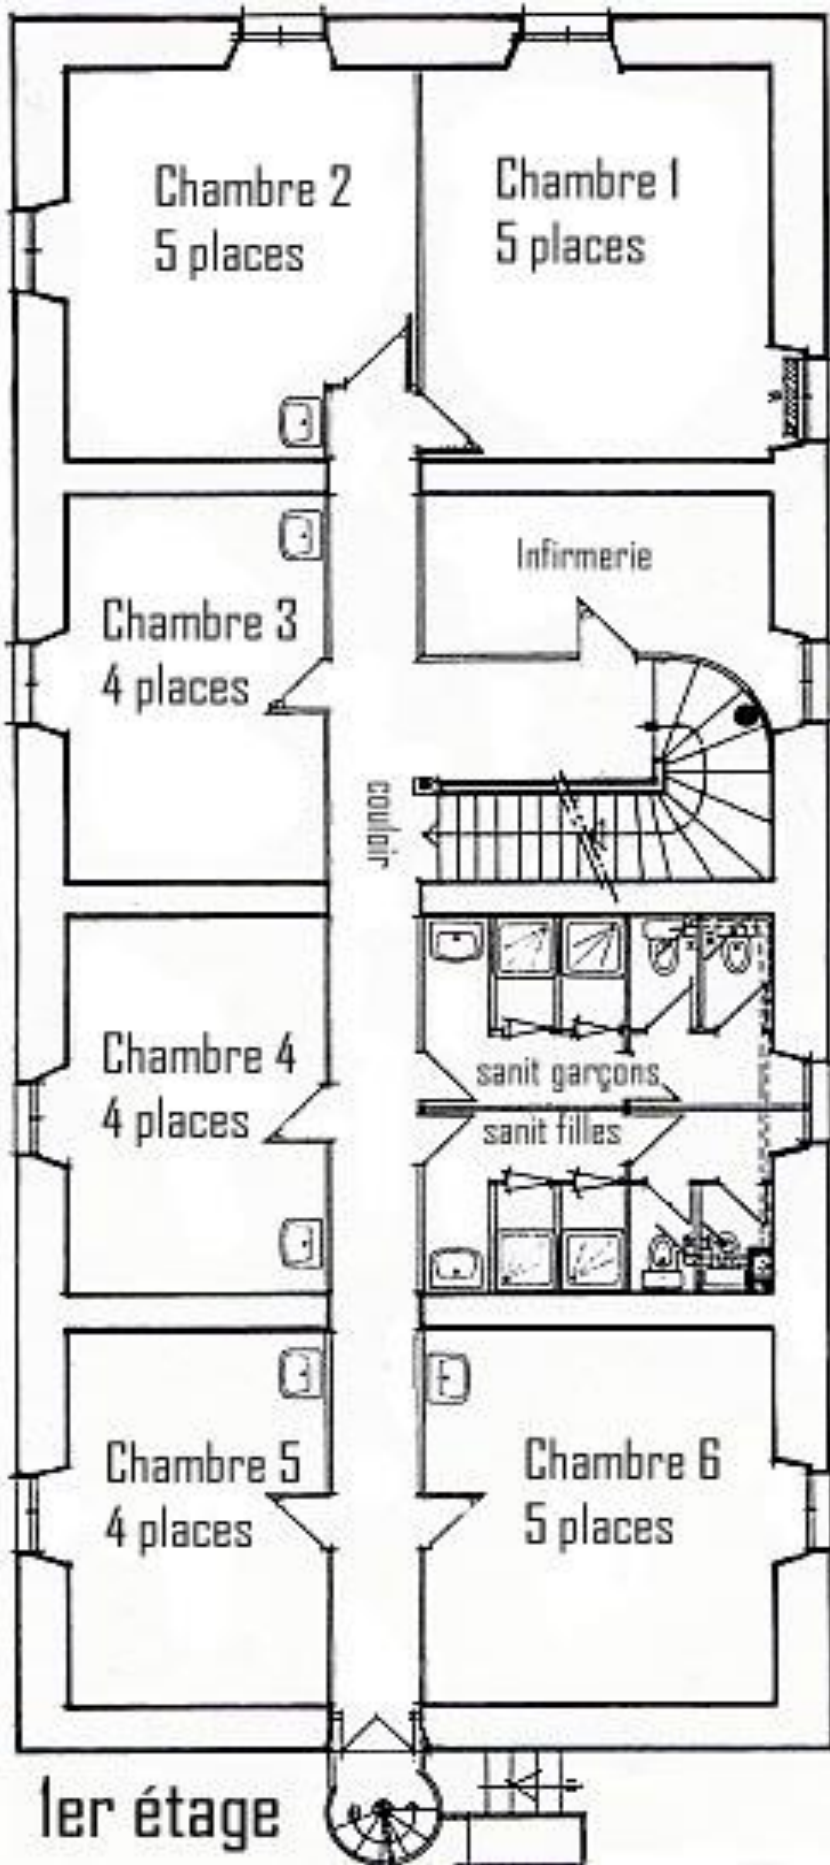 Chambre 2
5 places
Chambre 1
5 places
Infirmerie
Chambre 3
4 places
couloir
Chambre 4
4 places
sanit garçons
sanit filles
Chambre 5
4 places
Chambre 6
5 places
1er étage